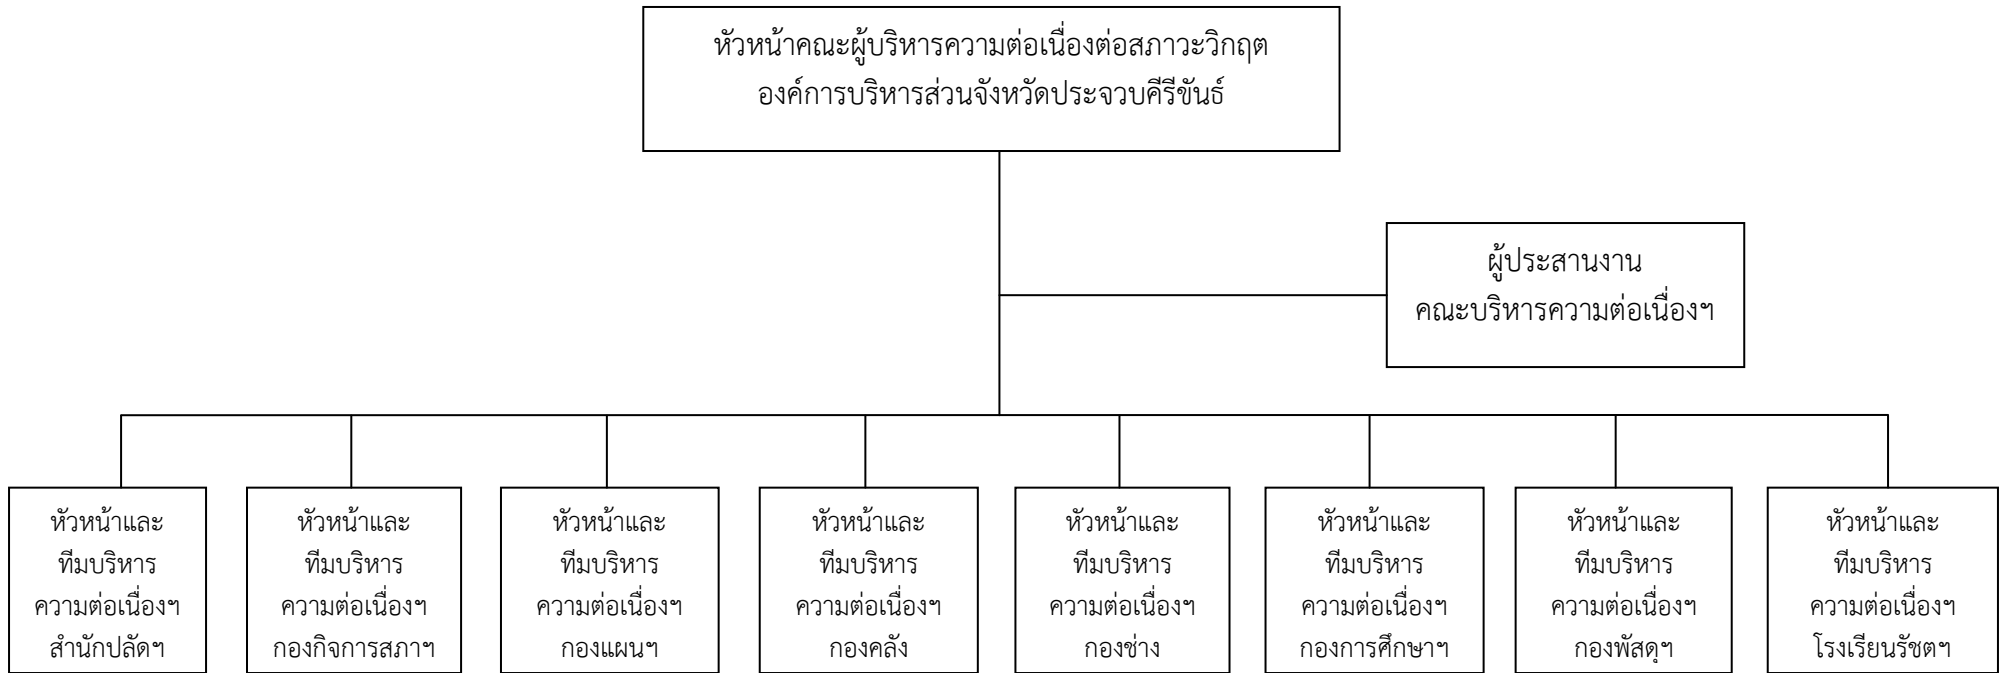 หัวหน้าคณะผู้บริหารความต่อเนื่องต่อสภาวะวิกฤต
องค์การบริหารส่วนจังหวัดประจวบคีรีขันธ์
ผู้ประสานงาน
คณะบริหารความต่อเนื่องฯ
หัวหน้าและ
ทีมบริหาร
ความต่อเนื่องฯ
สำนักปลัดฯ
หัวหน้าและ
ทีมบริหาร
ความต่อเนื่องฯ
กองกิจการสภาฯ
หัวหน้าและ
ทีมบริหาร
ความต่อเนื่องฯ
กองแผนฯ
หัวหน้าและ
ทีมบริหาร
ความต่อเนื่องฯ
กองคลัง
หัวหน้าและ
ทีมบริหาร
ความต่อเนื่องฯ
กองช่าง
หัวหน้าและ
ทีมบริหาร
ความต่อเนื่องฯ
กองการศึกษาฯ
หัวหน้าและ
ทีมบริหาร
ความต่อเนื่องฯ
กองพัสดุฯ
หัวหน้าและ
ทีมบริหาร
ความต่อเนื่องฯ
โรงเรียนรัชตฯ